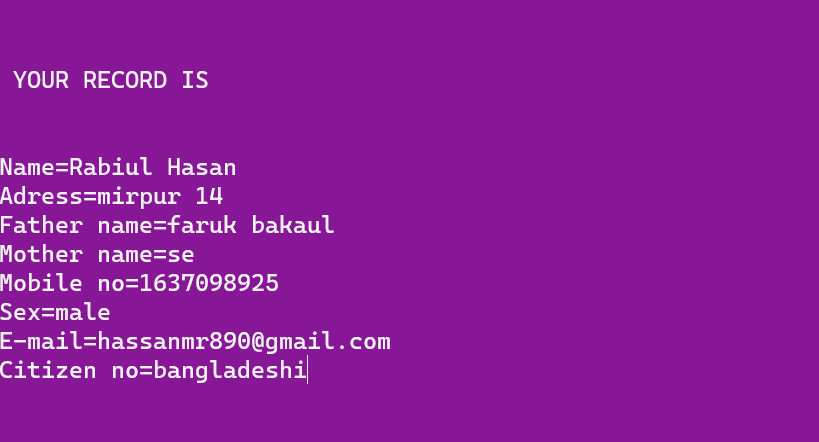 YOUR RECORD IS
Name=Rabiul Hasan
Adress=mirpur 14
Father name=faruk bakaul
Mother name=se
Mobile no=1637098925
Sex=male
E-mail=hassanmr890@gmail.com
Citizen no=bangladeshi